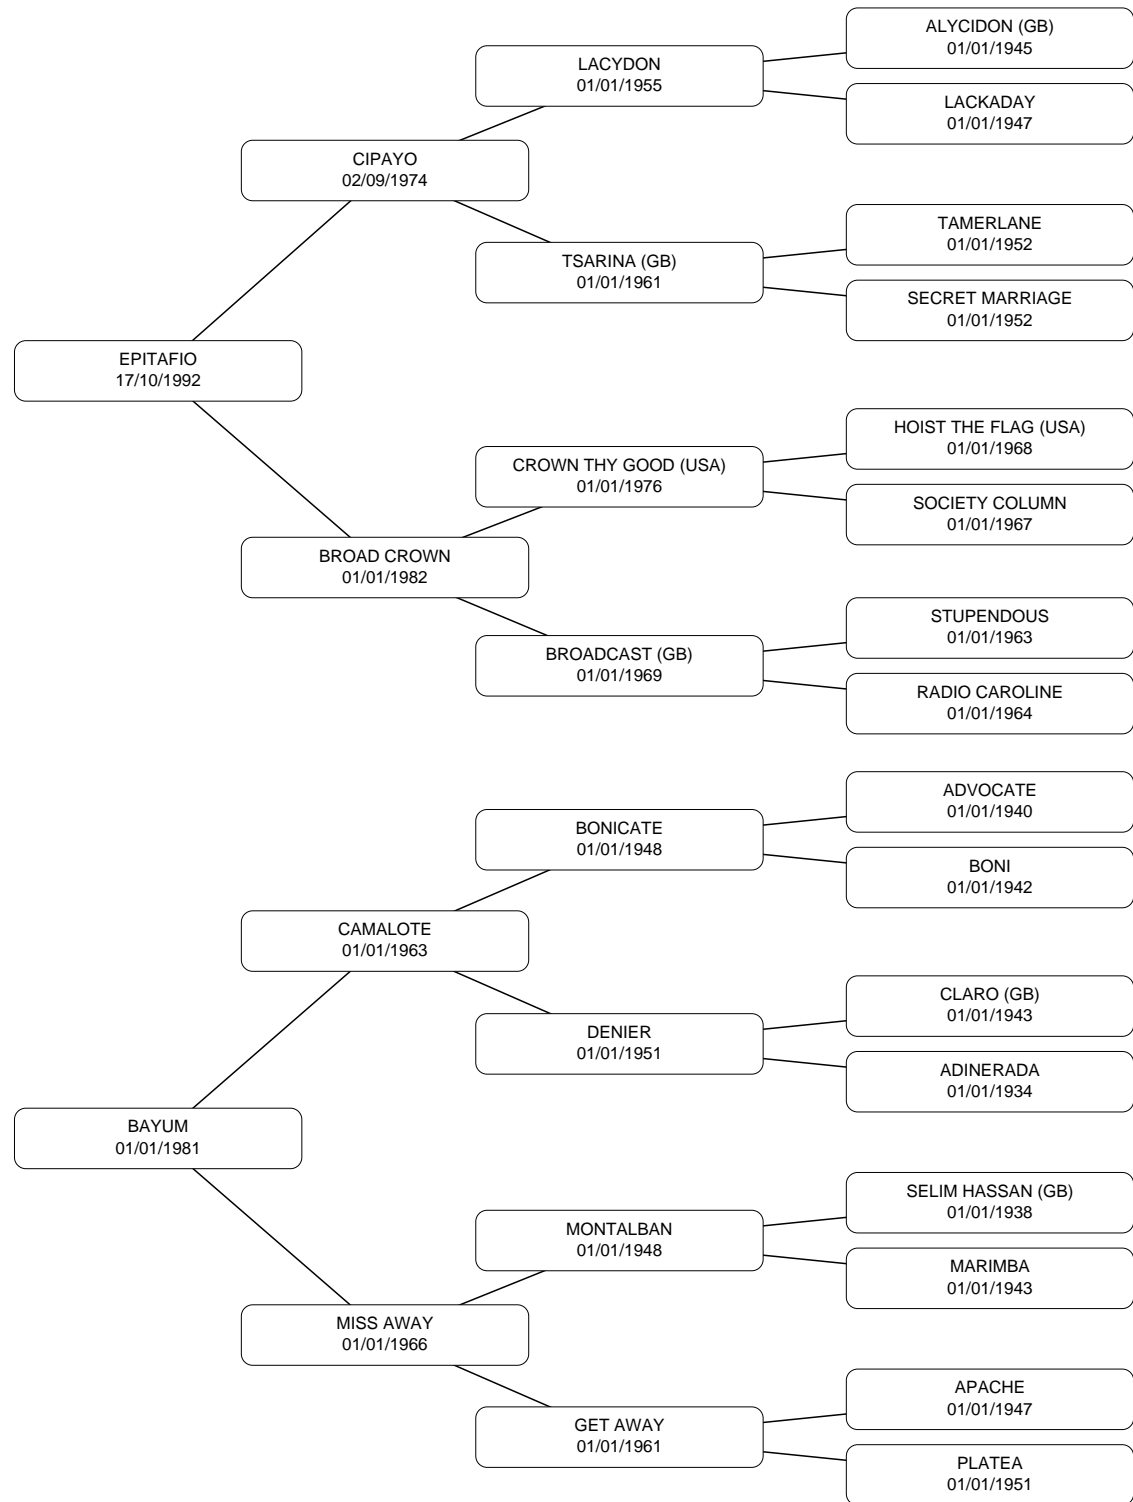 ALYCIDON (GB)
01/01/1945
LACYDON
01/01/1955
LACKADAY
01/01/1947
CIPAYO
02/09/1974
TAMERLANE
01/01/1952
TSARINA (GB)
01/01/1961
SECRET MARRIAGE
01/01/1952
EPITAFIO
17/10/1992
HOIST THE FLAG (USA)
01/01/1968
CROWN THY GOOD (USA)
01/01/1976
SOCIETY COLUMN
01/01/1967
BROAD CROWN
01/01/1982
STUPENDOUS
01/01/1963
BROADCAST (GB)
01/01/1969
RADIO CAROLINE
01/01/1964
ADVOCATE
01/01/1940
BONICATE
01/01/1948
BONI
01/01/1942
CAMALOTE
01/01/1963
CLARO (GB)
01/01/1943
DENIER
01/01/1951
ADINERADA
01/01/1934
BAYUM
01/01/1981
SELIM HASSAN (GB)
01/01/1938
MONTALBAN
01/01/1948
MARIMBA
01/01/1943
MISS AWAY
01/01/1966
APACHE
01/01/1947
GET AWAY
01/01/1961
PLATEA
01/01/1951